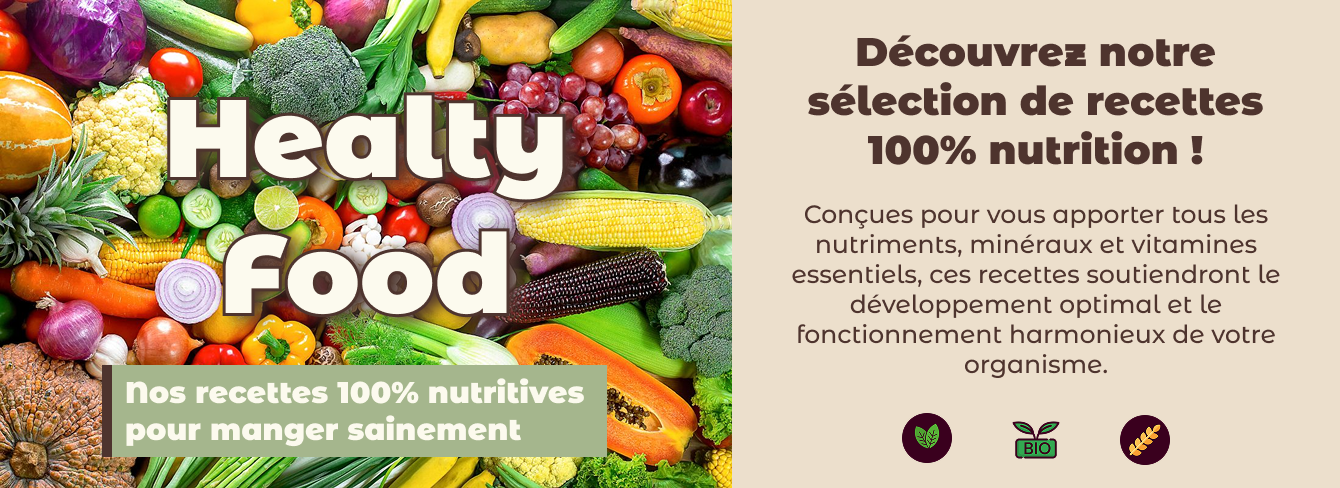 Healty
Food
Nos recettes 100% nutritives
pour manger sainement
Découvrez notre
sélection de recettes
100% nutrition !
Conçues pour vous apporter tous les
nutriments, minéraux et vitamines
essentiels, ces recettes soutiendront le
développement optimal et le
fonctionnement harmonieux de votre
organisme.
BIO